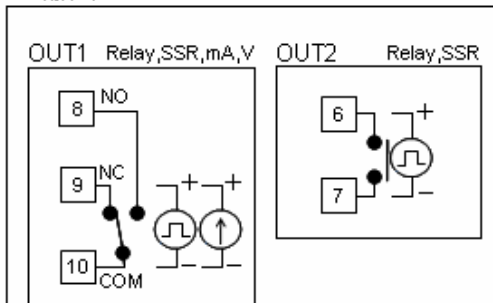 OUT1 Relay,SSR,mA,V
8 NO
9 NC
10 COM
+ +
- -
OUT2 Relay,SSR
6 +
7 -